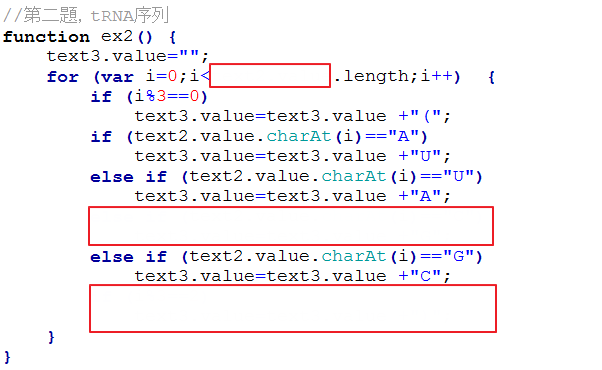 //第二題，tRNA序列
function ex2() {
text3.value="";
for (var i=0;i< .length;i++) {
if (i%3==0)
text3.value=text3.value +"(";
if (text2.value.charAt(i)=="A")
text3.value=text3.value +"U";
else if (text2.value.charAt(i)=="U")
text3.value=text3.value +"A";
else if (text2.value.charAt(i)=="G")
text3.value=text3.value +"C";
}
}